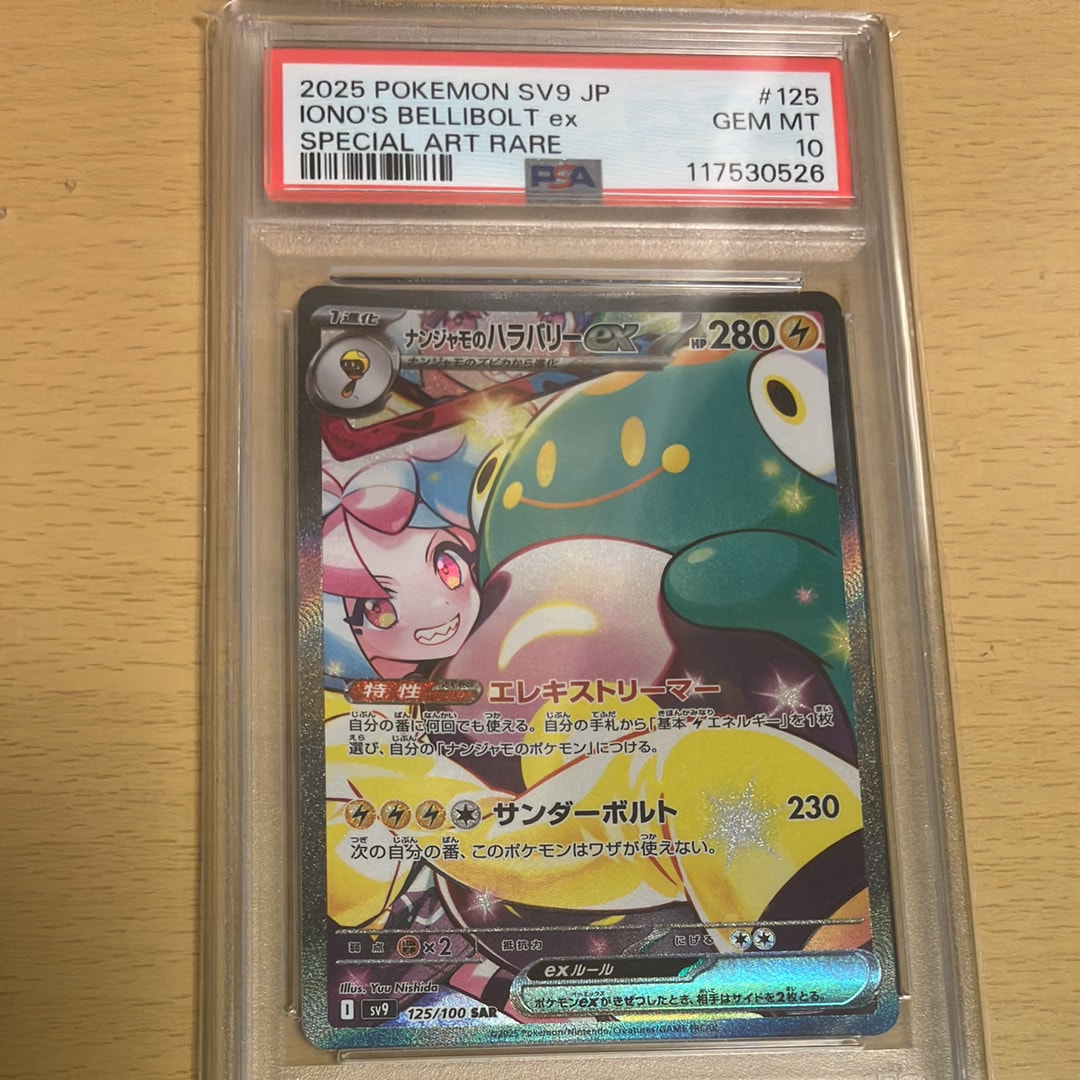 2025 POKEMON SV9 JP #125
IONO'S BELLIBOLT ex GEM MT
SPECIAL ART RARE 10
PSA 117530526
1進化
ナンジャモのハラバリーex HP 280
ナンジャモのズピカから進化
特性 エレキストリーマー
自分の番に何回でも使える。自分の手札から「基本エネルギー」を1枚
選び、自分の「ナンジャモのポケモン」につける。
サンダーボルト 230
次の自分の番、このポケモンはワザが使えない。
弱点 ×2 抵抗力 にげる
exルール
ポケモンexがきぜつしたとき、相手はサイドを2枚とる。
Illus. Yuu Nishida
I SV9 125/100 SAR
©2025 Pokémon/Nintendo/Creatures/GAME FREAK